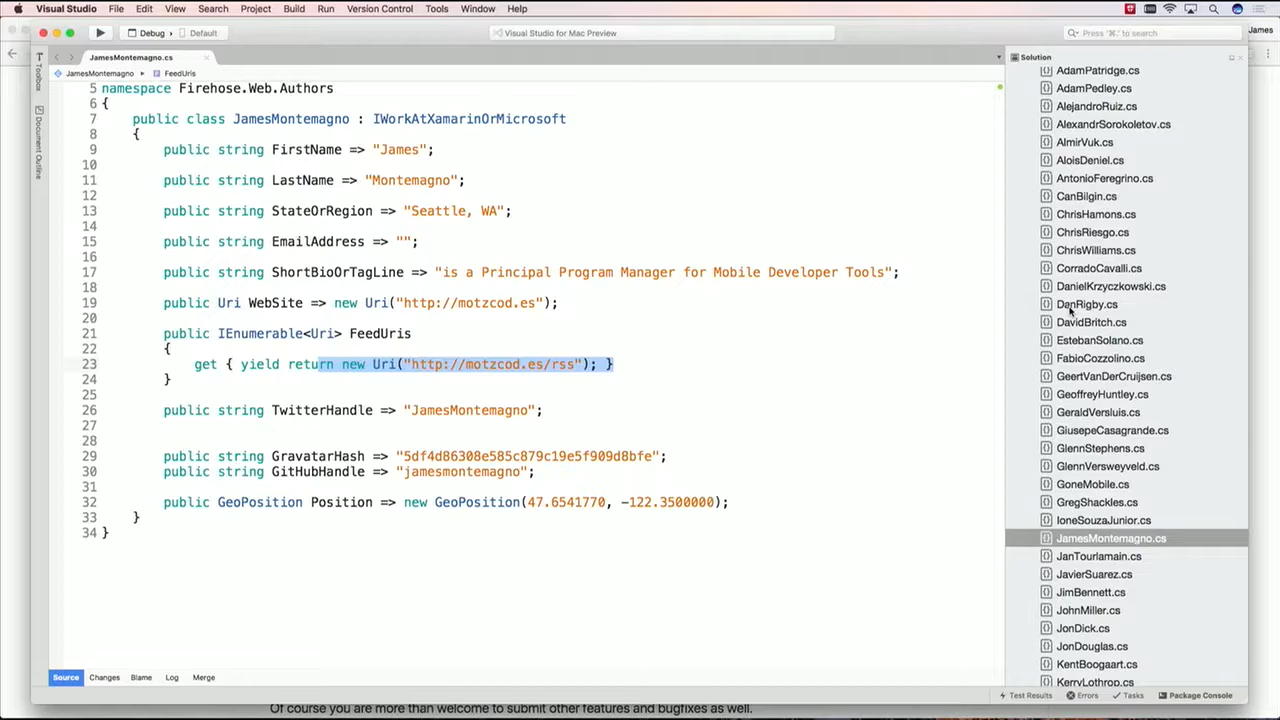 Visual Studio File Edit View Search Project Build Run Version Control Tools Window Help
James
Debug Default Visual Studio for Mac Preview Press '⌘.' to search
JamesMontemagno.cs
JamesMontemagno FeedUris
Toolbox
Document Outline
5 namespace Firehose.Web.Authors
6 {
7 public class JamesMontemagno : IWorkAtXamarinOrMicrosoft
8 {
9 public string FirstName => "James";
10
11 public string LastName => "Montemagno";
12
13 public string StateOrRegion => "Seattle, WA";
14
15 public string EmailAddress => "";
16
17 public string ShortBioOrTagLine => "is a Principal Program Manager for Mobile Developer Tools";
18
19 public Uri WebSite => new Uri("http://motzcod.es");
20
21 public IEnumerable<Uri> FeedUris
22 {
23 get { yield return new Uri("http://motzcod.es/rss"); }
24 }
25
26 public string TwitterHandle => "JamesMontemagno";
27
28
29 public string GravatarHash => "5df4d86308e585c879c19e5f909d8bfe";
30 public string GitHubHandle => "jamesmontemagno";
31
32 public GeoPosition Position => new GeoPosition(47.6541770, -122.3500000);
33 }
34 }
Solution
AdamPatridge.cs
AdamPedley.cs
AlejandroRuiz.cs
AlexandrSorokoletov.cs
AlmirVuk.cs
AloisDeniel.cs
AntonioFeregrino.cs
CanBilgin.cs
ChrisHamons.cs
ChrisRiesgo.cs
ChrisWilliams.cs
CorradoCavalli.cs
DanielKrzyczkowski.cs
DanRigby.cs
DavidBritch.cs
EstebanSolano.cs
FabioCozzolino.cs
GeertVanDerCruijsen.cs
GeoffreyHuntley.cs
GeraldVersluis.cs
GiusepeCasagrande.cs
GlennStephens.cs
GlennVersweyveld.cs
GoneMobile.cs
GregShackles.cs
IoneSouzaJunior.cs
JamesMontemagno.cs
JanTourlamain.cs
JavierSuarez.cs
JimBennett.cs
JohnMiller.cs
JonDick.cs
JonDouglas.cs
KentBoogaart.cs
KerryLothrop.cs
Source Changes Blame Log Merge
Test Results Errors Tasks Package Console
Of course you are more than welcome to submit other features and bugfixes as well.